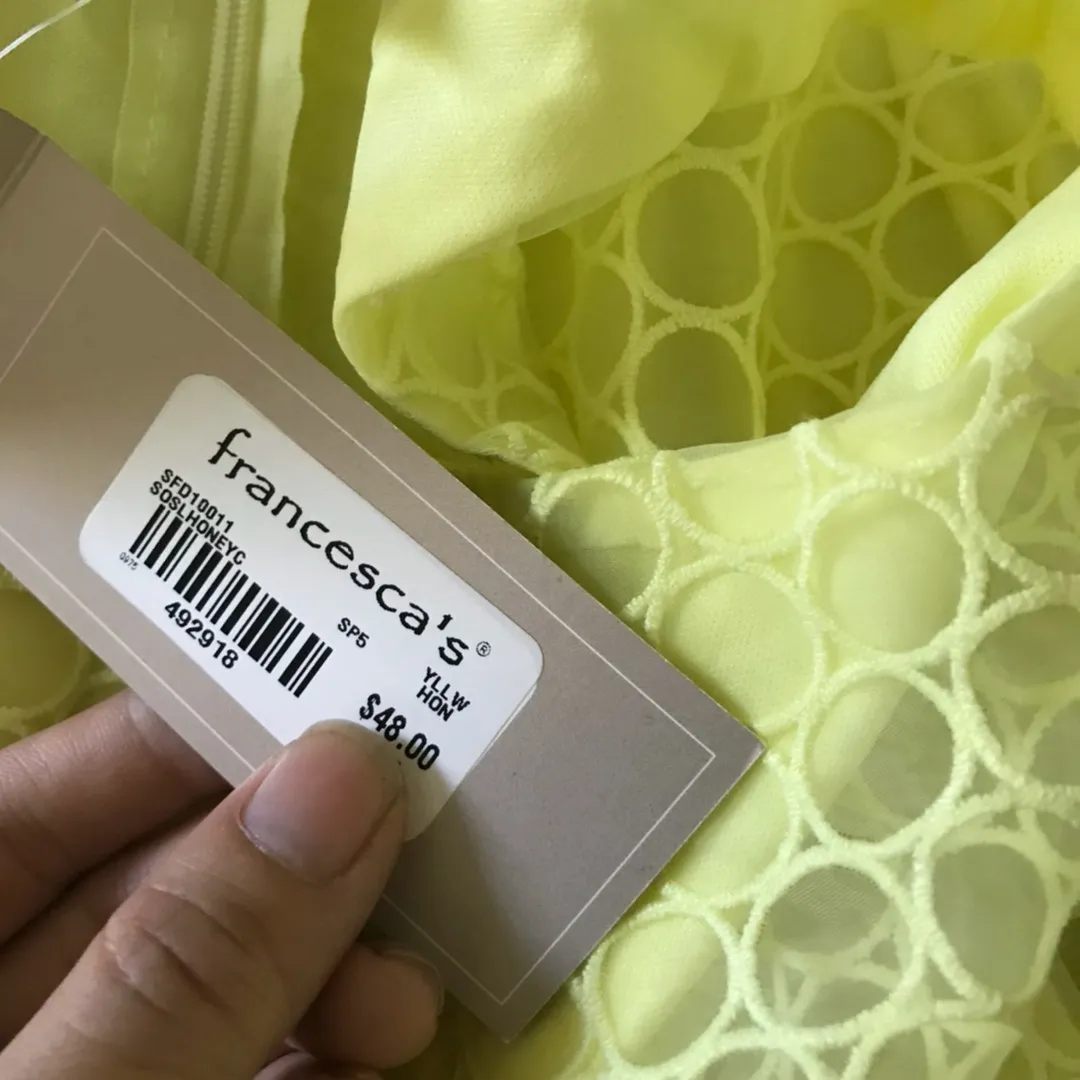 francesca's®
SFD10011
SOSLHONEYC
SP5
YLLW
HON
492918
$48.00